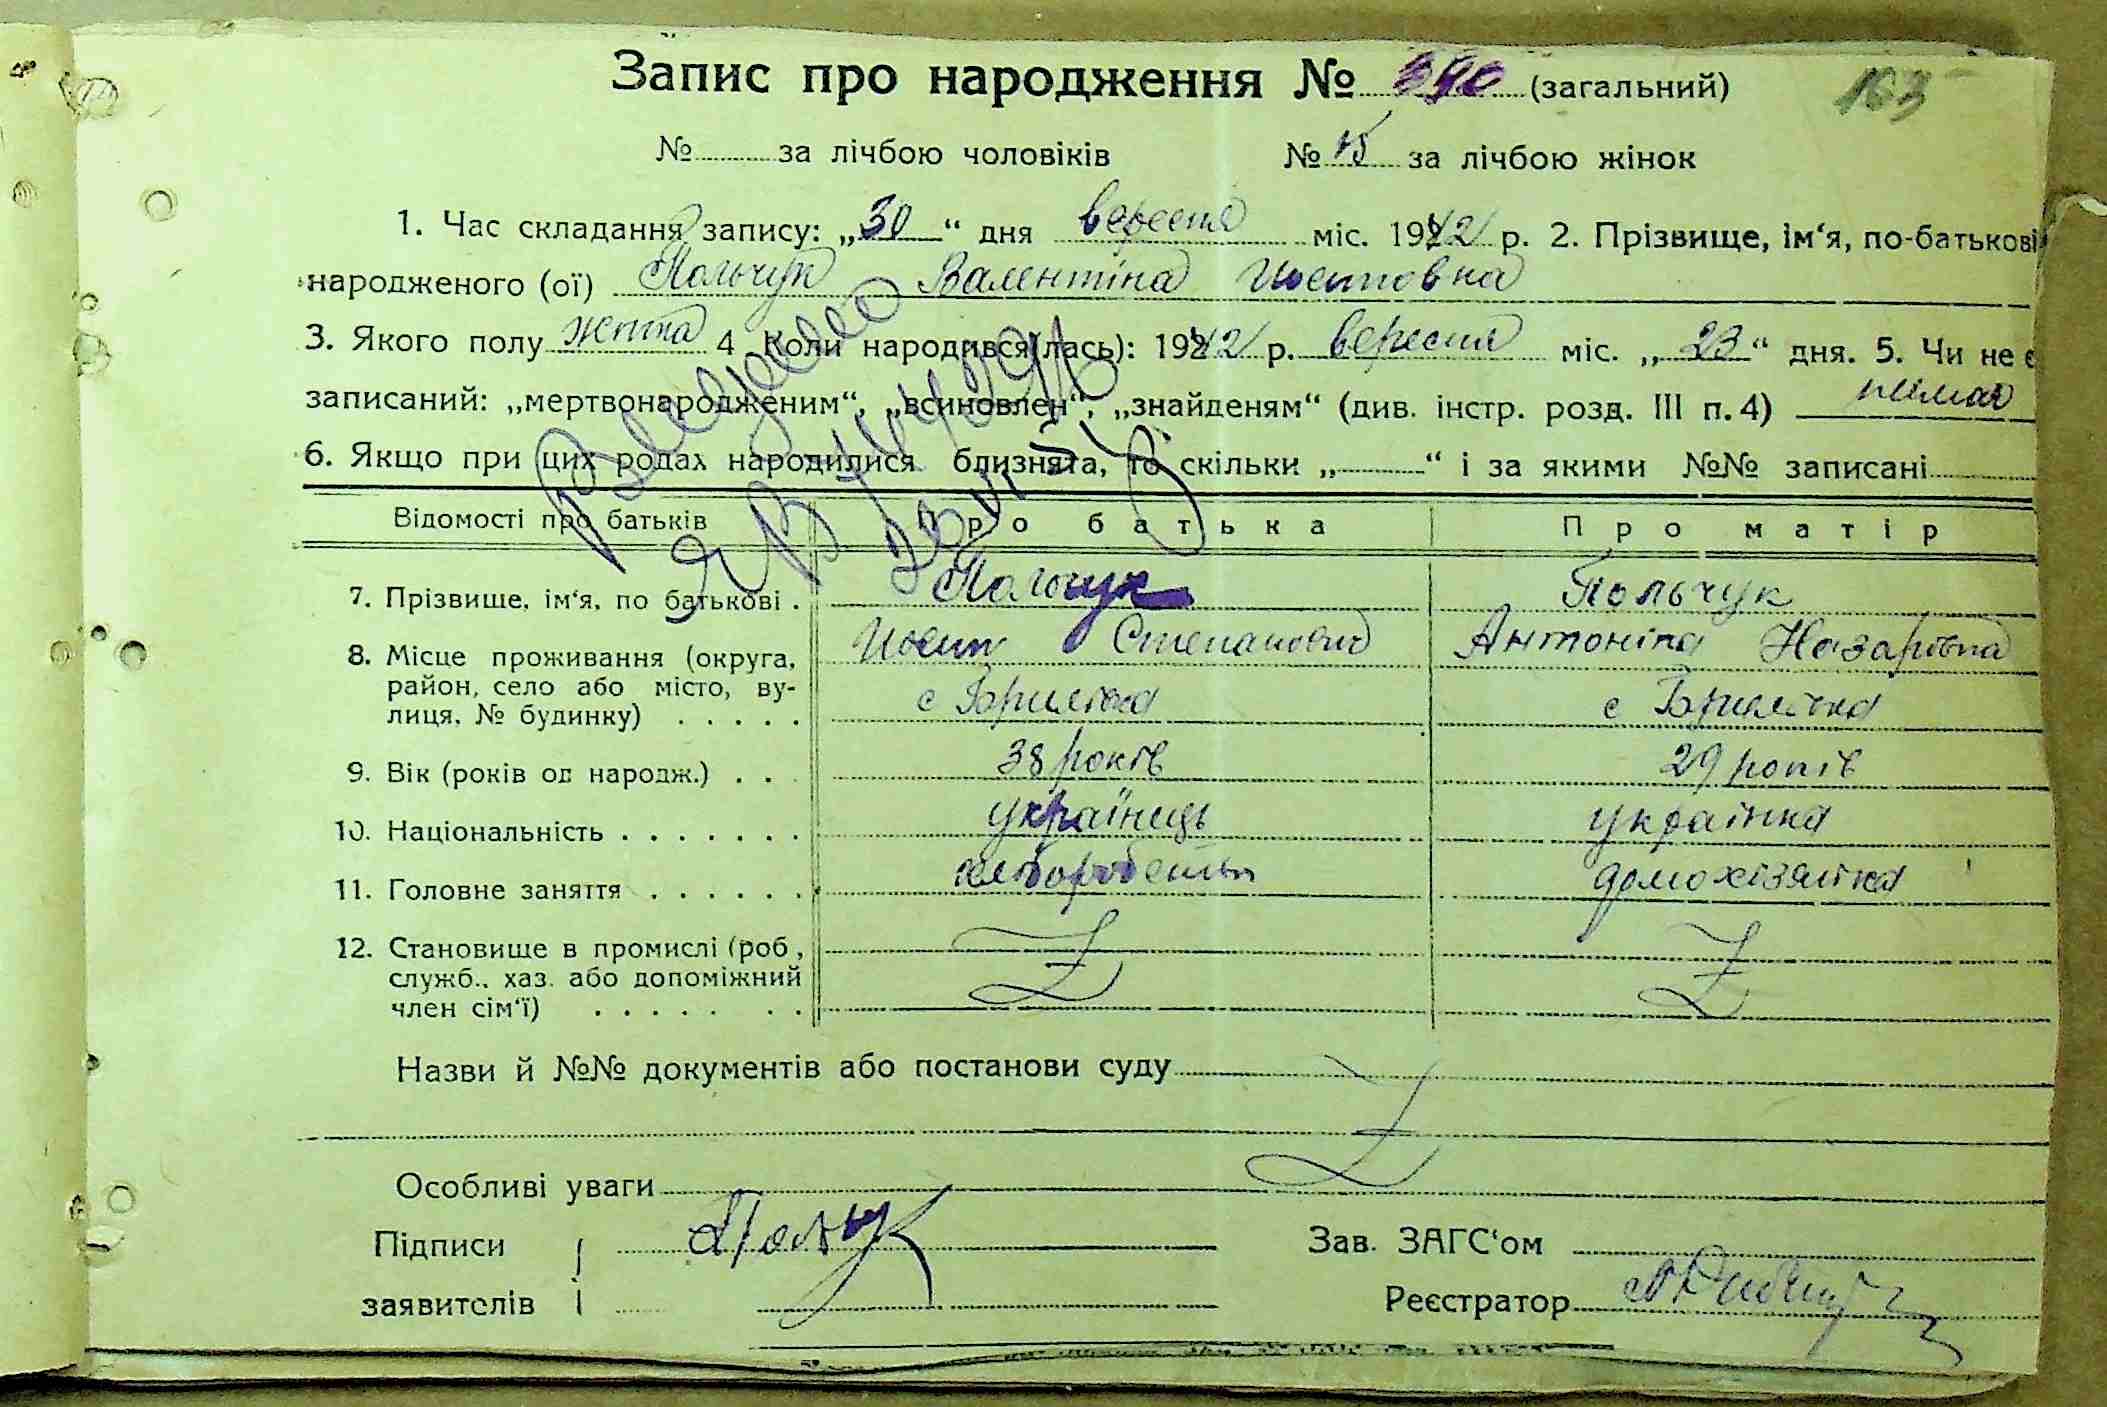 Запис про народження № 590 (загальний) 163
№ за лічбою чоловіків № 15 за лічбою жінок
1. Час складання запису: „30“ дня вересня міс. 1942 р. 2. Прізвище, ім‘я, по-батькові
народженого (ої) Польчук Валентіна Иосиповна
3. Якого полу жіноча 4 Коли народився(лась): 1942 р. вересня міс. „23“ дня. 5. Чи не є
записаний: „мертвонародженим“, „всиновлен“, „знайденям“ (див. інстр. розд. III п. 4) немає
6. Якщо при цих родах народилися близнята, то скільки „ “ і за якими №№ записані
Відомості про батьків Про батька Про матір
7. Прізвище, ім‘я, по батькові . Польчук Польчук
Иосип Степанович Антоніна Назарівна
8. Місце проживання (округа, район, село або місто, вулиця, № будинку) . . . . . с с
9. Вік (років од народж.) . . . 38 років 29 років
10. Національність . . . . . . . українець українка
11. Головне заняття . . . . . . хлібороб домохізяйка
12. Становище в промислі (роб,
служб., хаз. або допоміжний
член сім‘ї) . . . . . . .
Назви й №№ документів або постанови суду
Особливі уваги
Підписи Польчук Зав. ЗАГС‘ом
заявителів Реєстратор